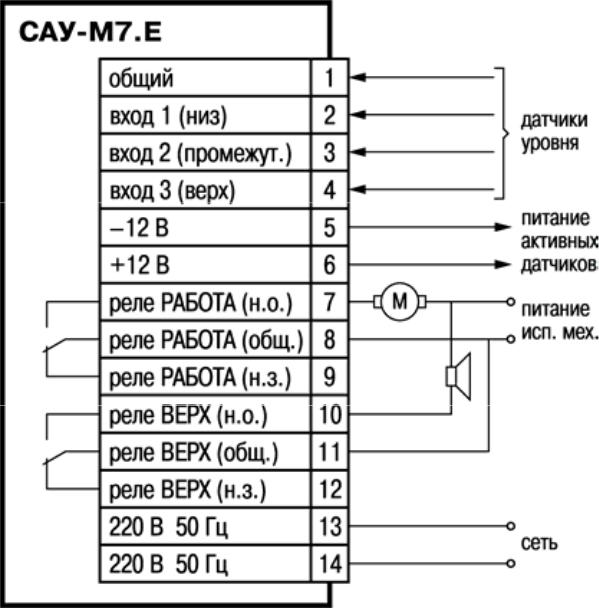 САУ-М7.Е
общий 1
вход 1 (низ) 2
вход 2 (промежут.) 3
вход 3 (верх) 4
датчики
уровня
–12 В 5
+12 В 6
питание
активных
датчиков
реле РАБОТА (н.о.) 7
М
реле РАБОТА (общ.) 8
питание
исп. мех.
реле РАБОТА (н.з.) 9
реле ВЕРХ (н.о.) 10
реле ВЕРХ (общ.) 11
реле ВЕРХ (н.з.) 12
220 В 50 Гц 13
220 В 50 Гц 14
сеть